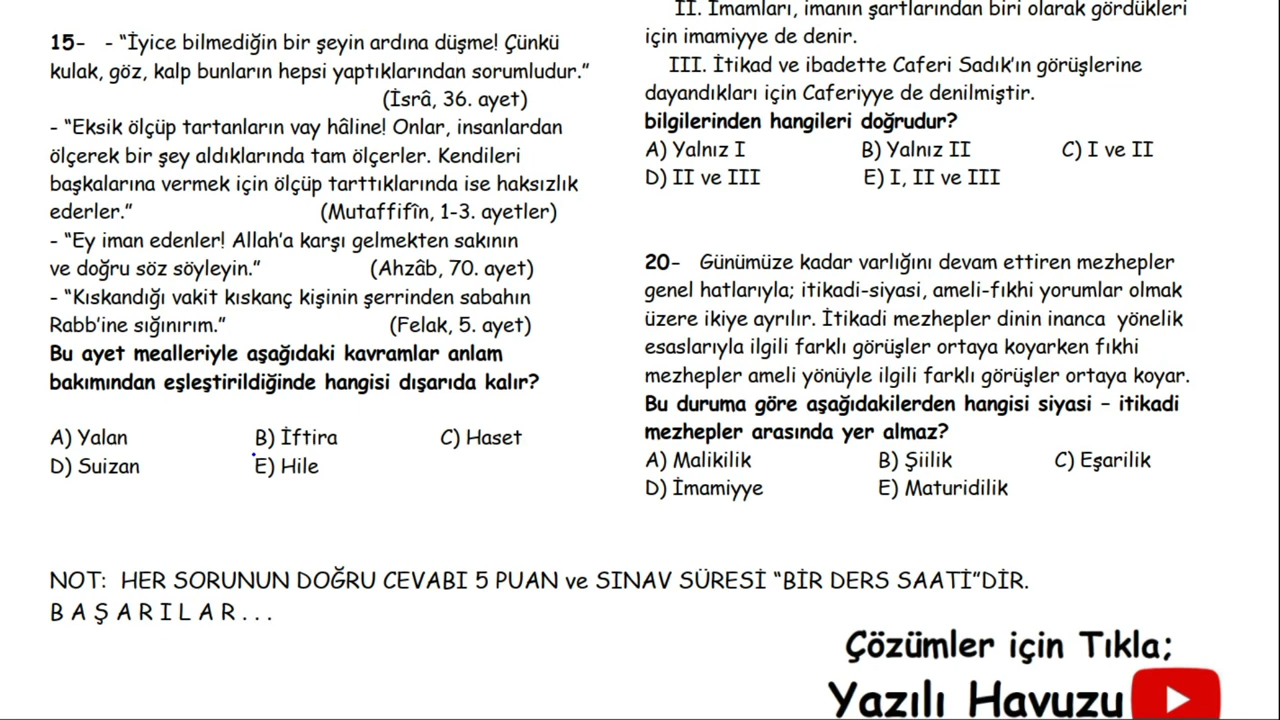 15- - “İyice bilmediğin bir şeyin ardına düşme! Çünkü
kulak, göz, kalp bunların hepsi yaptıklarından sorumludur.”
(İsrâ, 36. ayet)
- “Eksik ölçüp tartanların vay hâline! Onlar, insanlardan
ölçerek bir şey aldıklarında tam ölçerler. Kendileri
başkalarına vermek için ölçüp tarttıklarında ise haksızlık
ederler.” (Mutaffifîn, 1-3. ayetler)
- “Ey iman edenler! Allah’a karşı gelmekten sakının
ve doğru söz söyleyin.” (Ahzâb, 70. ayet)
- “Kıskandığı vakit kıskanç kişinin şerrinden sabahın
Rabb’ine sığınırım.” (Felak, 5. ayet)
Bu ayet mealleriyle aşağıdaki kavramlar anlam
bakımından eşleştirildiğinde hangisi dışarıda kalır?
A) Yalan B) İftira C) Haset
D) Suizan E) Hile
II. İmamları, imanın şartlarından biri olarak gördükleri
için imamiyye de denir.
III. İtikad ve ibadette Caferi Sadık’ın görüşlerine
dayandıkları için Caferiyye de denilmiştir.
bilgilerinden hangileri doğrudur?
A) Yalnız I B) Yalnız II C) I ve II
D) II ve III E) I, II ve III
20- Günümüze kadar varlığını devam ettiren mezhepler
genel hatlarıyla; itikadi-siyasi, ameli-fıkhi yorumlar olmak
üzere ikiye ayrılır. İtikadi mezhepler dinin inanca yönelik
esaslarıyla ilgili farklı görüşler ortaya koyarken fıkhi
mezhepler ameli yönüyle ilgili farklı görüşler ortaya koyar.
Bu duruma göre aşağıdakilerden hangisi siyasi – itikadi
mezhepler arasında yer almaz?
A) Malikilik B) Şiilik C) Eşarilik
D) İmamiyye E) Maturidilik
NOT: HER SORUNUN DOĞRU CEVABI 5 PUAN ve SINAV SÜRESİ “BİR DERS SAATİ”DİR.
B A Ş A R I L A R . . .
Çözümler için Tıkla;
Yazılı Havuzu